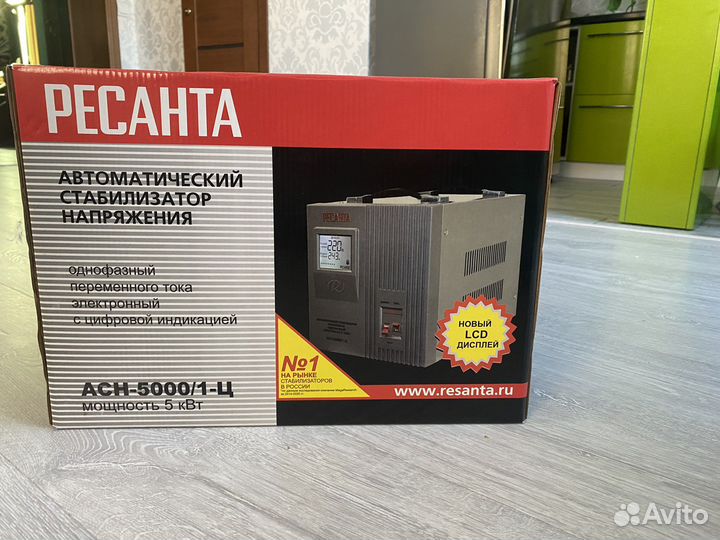 РЕСАНТА
АВТОМАТИЧЕСКИЙ
СТАБИЛИЗАТОР
НАПРЯЖЕНИЯ
однофазный
переменного тока
электронный
с цифровой индикацией
АСН-5000/1-Ц
мощность 5 кВт
РЕСАНТА
220
243
№1
НА РЫНКЕ
СТАБИЛИЗАТОРОВ
В РОССИИ
НОВЫЙ
LCD
ДИСПЛЕЙ
www.resanta.ru
Avito